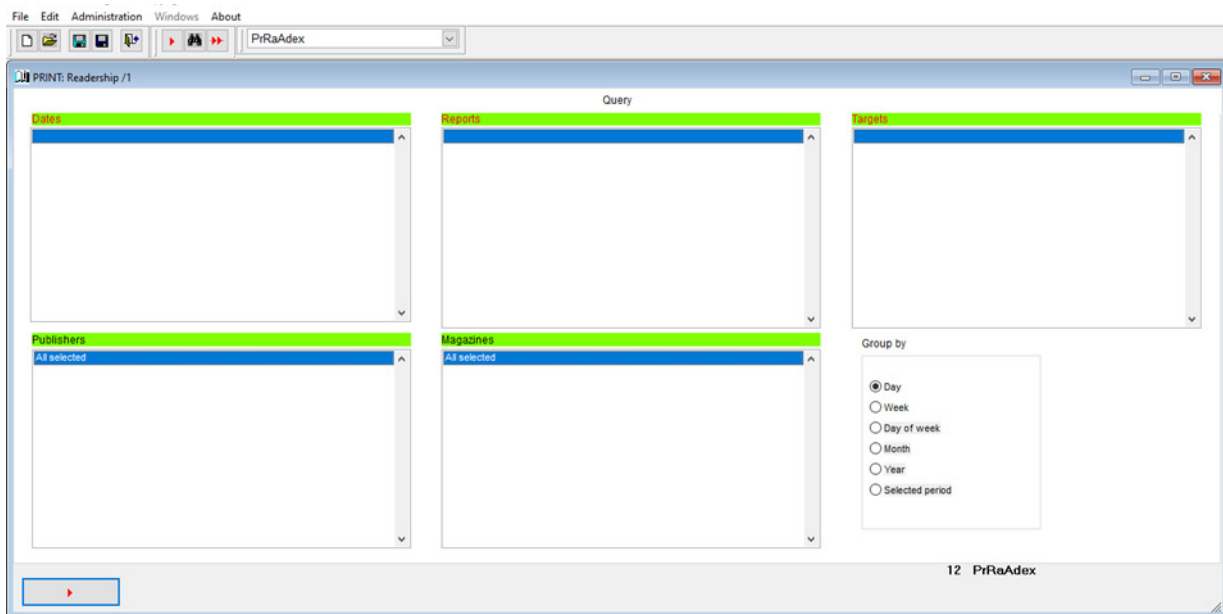 File Edit Administration Windows About
PrRaAdex
PRINT: Readership /1
Query
Dates
Reports
Targets
Publishers
All selected
Magazines
All selected
Group by
Day
Week
Day of week
Month
Year
Selected period
12 PrRaAdex